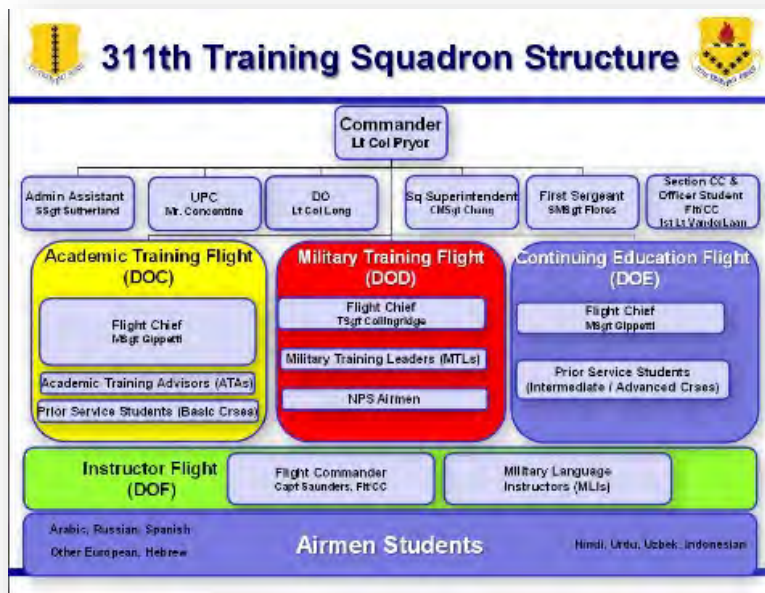 311th Training Squadron Structure
Commander
Lt Col Pryor
Admin Assistant
SSgt Sutherland
UPC
Mr. Concentine
DO
Lt Col Long
Sq Superintendent
CMSgt Chang
First Sergeant
SMSgt Flores
Section CC &
Officer Student
Flt/CC
1st Lt VanderLaan
Academic Training Flight
(DOC)
Flight Chief
MSgt Gippetti
Academic Training Advisors (ATAs)
Prior Service Students (Basic Crses)
Military Training Flight
(DOD)
Flight Chief
TSgt Collingridge
Military Training Leaders (MTLs)
NPS Airmen
Continuing Education Flight
(DOE)
Flight Chief
MSgt Gippetti
Prior Service Students
(Intermediate / Advanced Crses)
Instructor Flight
(DOF)
Flight Commander
Capt Saunders, Flt/CC
Military Language
Instructors (MLIs)
Arabic, Russian, Spanish
Other European, Hebrew
Airmen Students
Hindi, Urdu, Uzbek, Indonesian